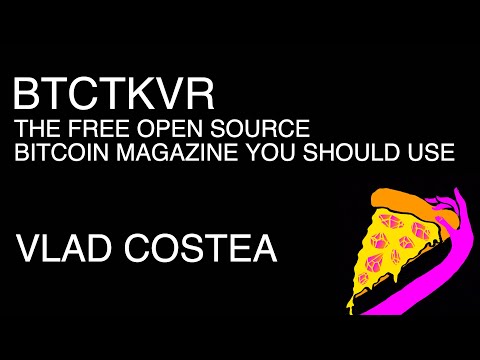 BTCTKVR
THE FREE OPEN SOURCE
BITCOIN MAGAZINE YOU SHOULD USE
VLAD COSTEA